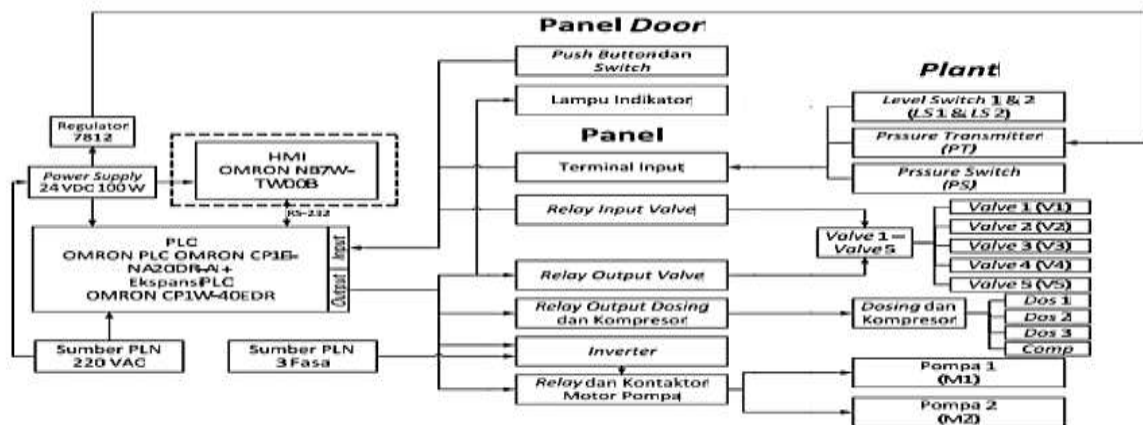 Panel Door
Push Button dan
Switch
Lampu Indikator
Panel
Terminal Input
Relay Input Valve
Relay Output Valve
Relay Output Dosing
dan Kompresor
Inverter
Relay dan Kontaktor
Motor Pompa
Regulator
7812
Power Supply
24 VDC 100 W
HMI
OMRON NB7W-
TW00B
RS-232
PLC
OMRON PLC OMRON CP1E-
NA20DR-A +
Ekspansi PLC
OMRON CP1W-40EDR
Input
Output
Sumber PLN
220 VAC
Sumber PLN
3 Fasa
Plant
Level Switch 1 & 2
(LS 1 & LS 2)
Prssure Transmitter
(PT)
Prssure Switch
(PS)
Valve 1 –
Valve 5
Valve 1 (V1)
Valve 2 (V2)
Valve 3 (V3)
Valve 4 (V4)
Valve 5 (V5)
Dosing dan
Kompresor
Dos 1
Dos 2
Dos 3
Comp
Pompa 1
(M1)
Pompa 2
(M2)